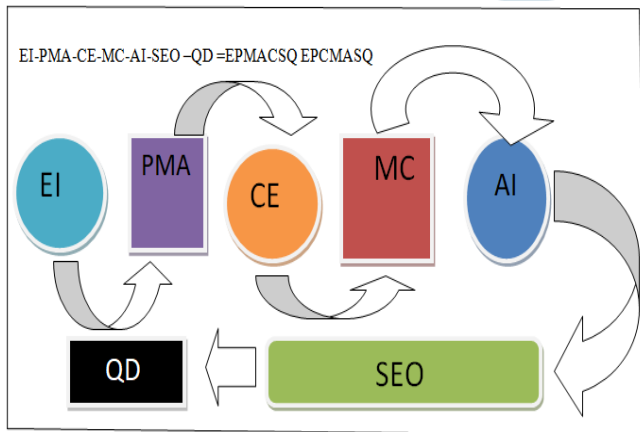 EI-PMA-CE-MC-AI-SEO –QD =EPMACSQ EPCMASQ
EI
PMA
CE
MC
AI
QD
SEO